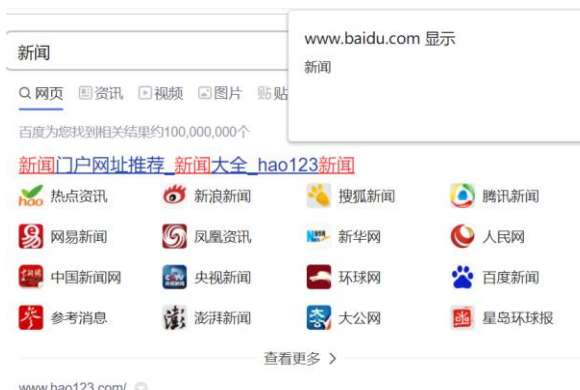 www.baidu.com 显示
新闻
新闻
网页 资讯 视频 图片 贴
百度为您找到相关结果约100,000,000个
新闻门户网址推荐_新闻大全_hao123新闻
hao 热点资讯 新浪新闻 搜狐新闻 腾讯新闻
网易新闻 凤凰资讯 新华网 人民网
中国新闻网 央视新闻 环球网 百度新闻
参考消息 澎湃新闻 大公网 星岛环球报
查看更多 >
www.hao123.com/